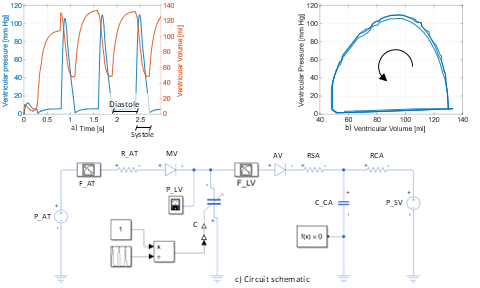 120
100
80
60
40
20
0
Ventricular pressure [mm Hg]
140
120
100
80
60
40
20
0
Ventricular Volume [ml]
0 0.5 1 1.5 2 2.5
Diastole
Systole
a) Time [s]
120
100
80
60
40
20
0
Ventricular Pressure [mm Hg]
40 60 80 100 120 140
b) Ventricular Volume [ml]
R_AT MV AV RSA RCA
F_AT P_LV F_LV
P_AT C C_CA P_SV
1
x
÷
f(x) = 0
c) Circuit schematic